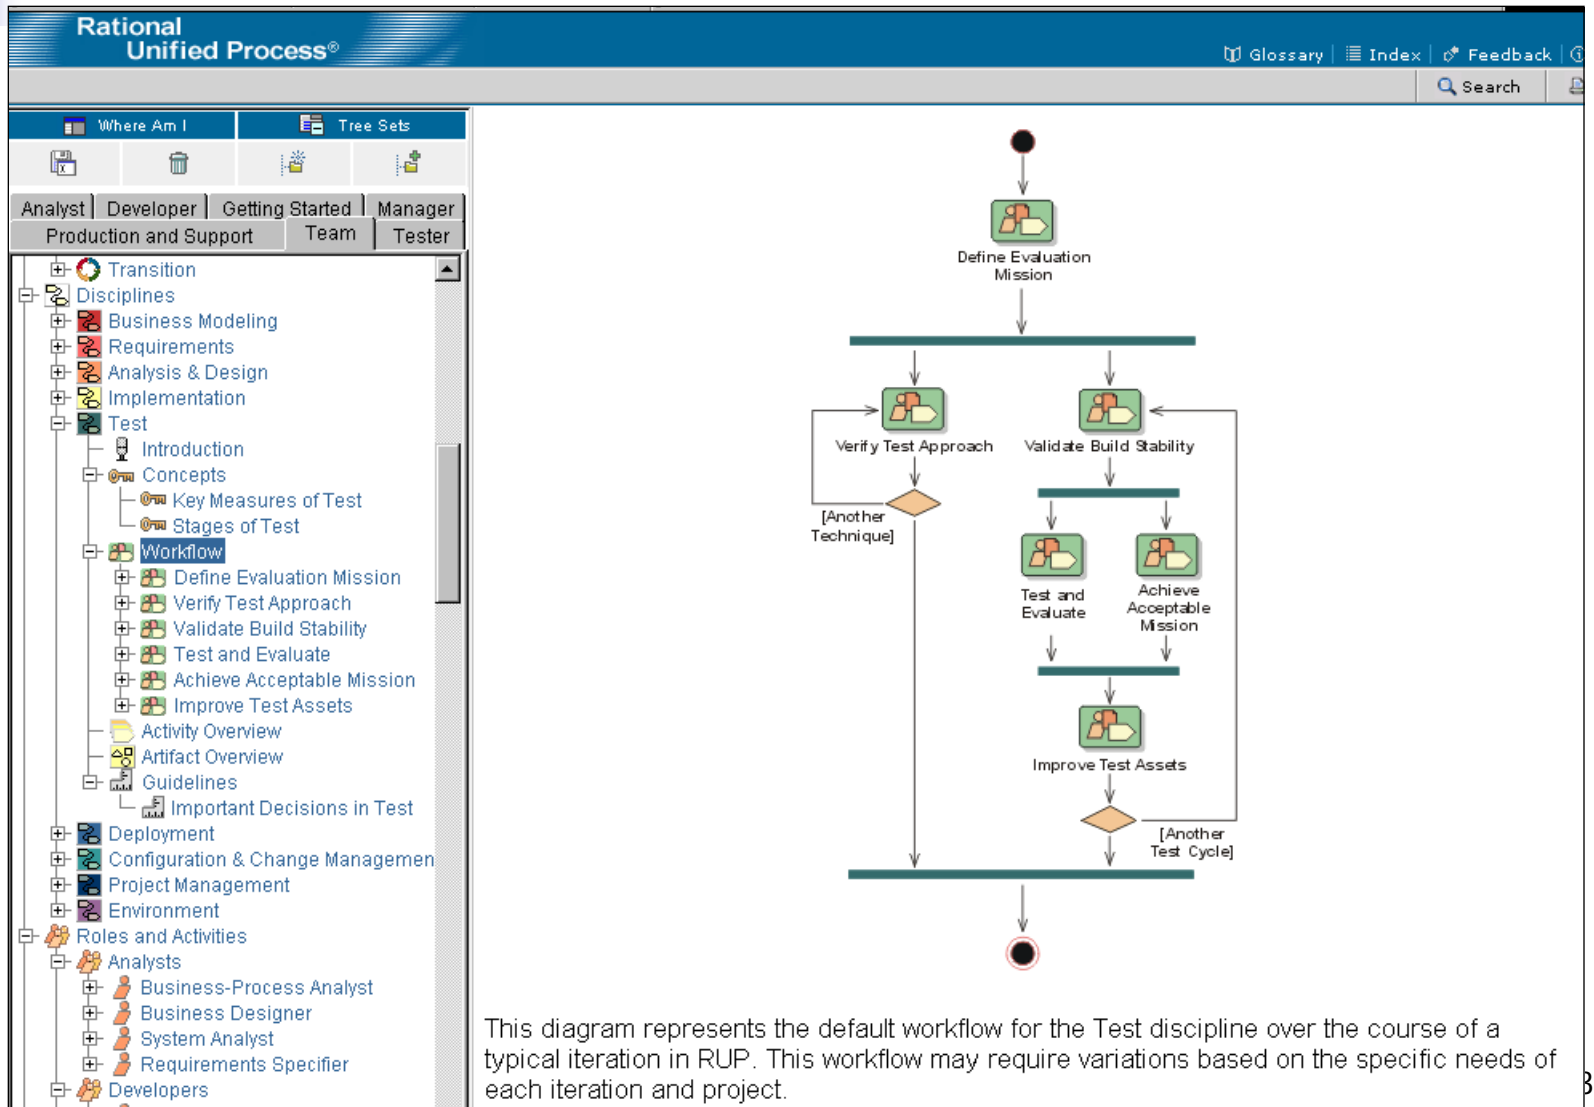 Rational
Unified Process®
Glossary | Index | Feedback
Search
Where Am I
Tree Sets
Analyst
Developer
Getting Started
Manager
Production and Support
Team
Tester
Transition
Disciplines
Business Modeling
Requirements
Analysis & Design
Implementation
Test
Introduction
Concepts
Key Measures of Test
Stages of Test
Workflow
Define Evaluation Mission
Verify Test Approach
Validate Build Stability
Test and Evaluate
Achieve Acceptable Mission
Improve Test Assets
Activity Overview
Artifact Overview
Guidelines
Important Decisions in Test
Deployment
Configuration & Change Managemen
Project Management
Environment
Roles and Activities
Analysts
Business-Process Analyst
Business Designer
System Analyst
Requirements Specifier
Developers
Define Evaluation
Mission
Verify Test Approach
Validate Build Stability
[Another
Technique]
Test and
Evaluate
Achieve
Acceptable
Mission
Improve Test Assets
[Another
Test Cycle]
This diagram represents the default workflow for the Test discipline over the course of a
typical iteration in RUP. This workflow may require variations based on the specific needs of
each iteration and project.
3